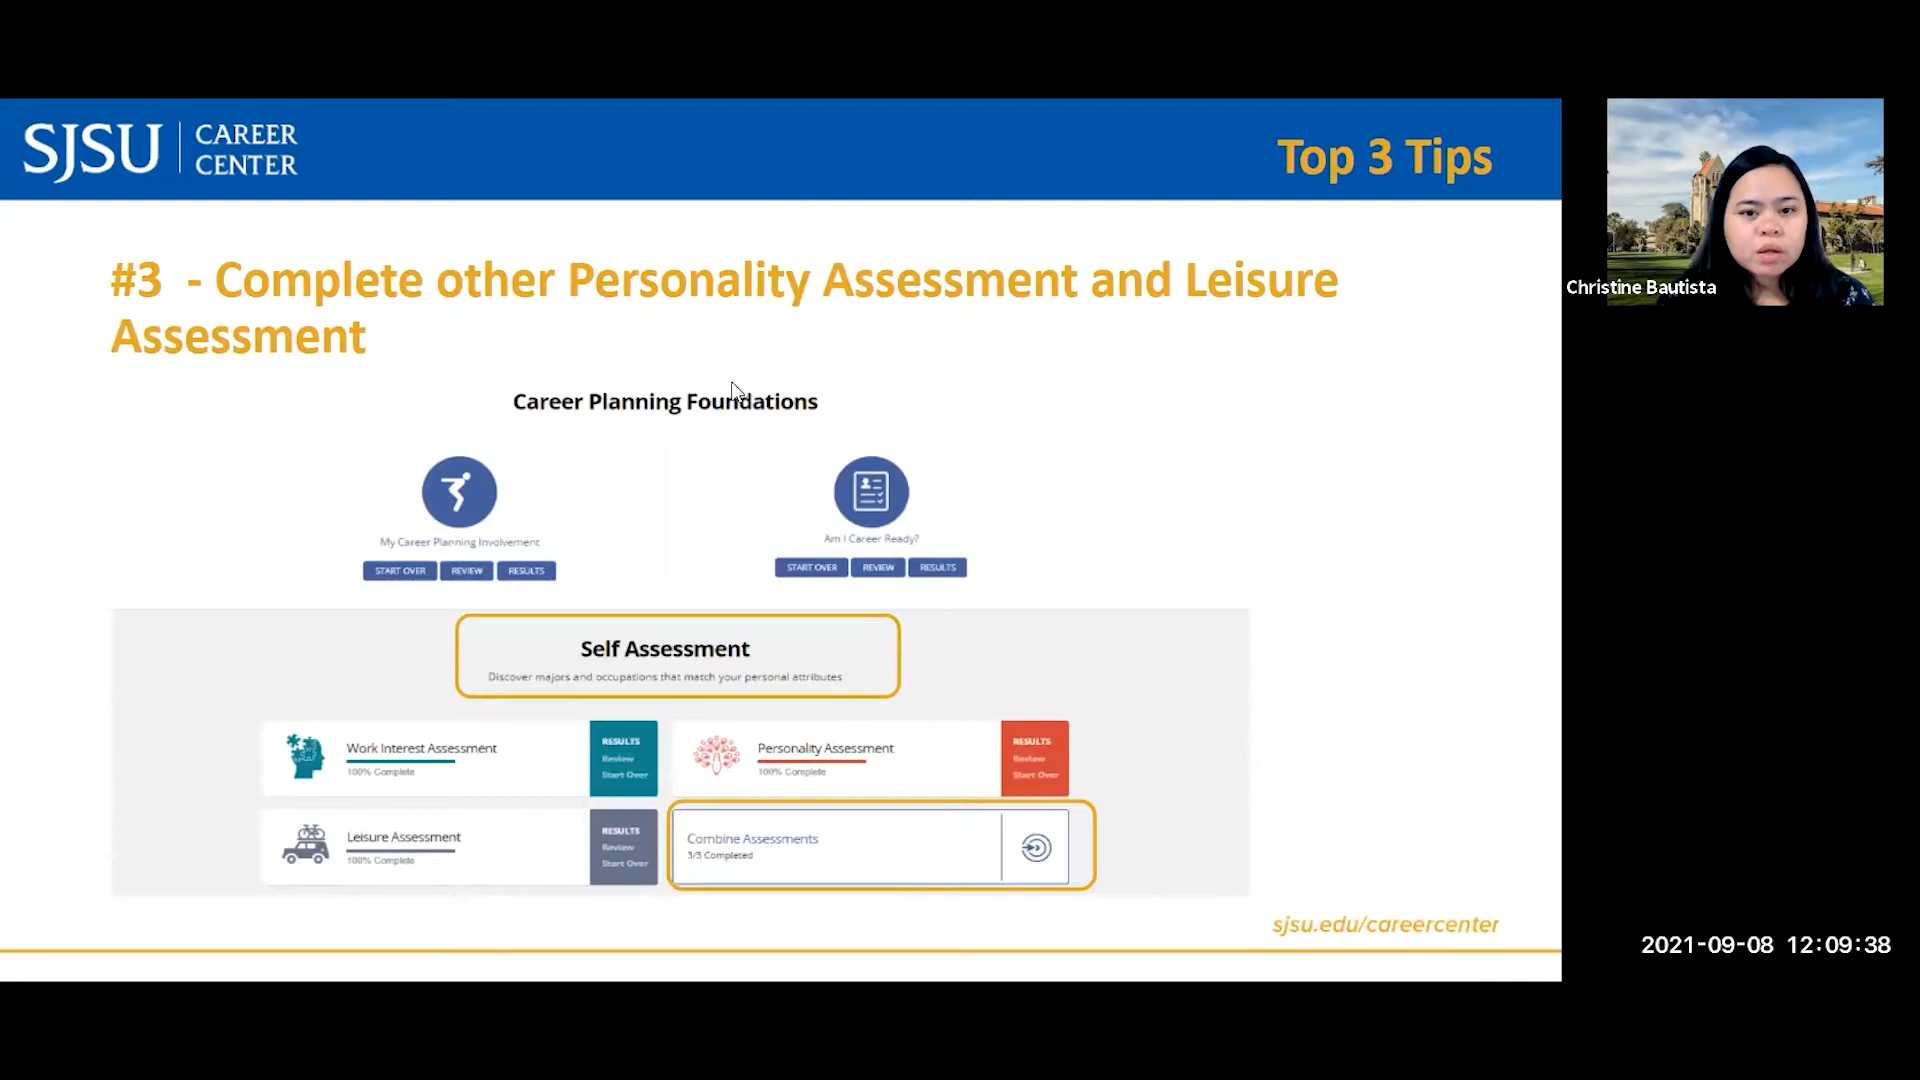 SJSU
CAREER
CENTER
Top 3 Tips
#3 - Complete other Personality Assessment and Leisure
Assessment
Career Planning Foundations
My Career Planning Involvement
START OVER REVIEW RESULTS
Am I Career Ready?
START OVER REVIEW RESULTS
Self Assessment
Discover majors and occupations that match your personal attributes
Work Interest Assessment
100% Complete
RESULTS
Review
Start Over
Personality Assessment
100% Complete
RESULTS
Review
Start Over
Leisure Assessment
100% Complete
RESULTS
Review
Start Over
Combine Assessments
3/3 Completed
sjsu.edu/careercenter
Christine Bautista
2021-09-08 12:09:38